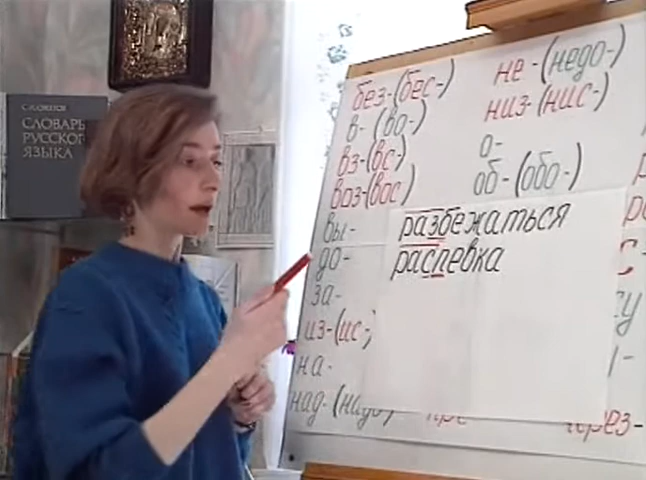 СЛОВАРЬ
РУССКОГО
ЯЗЫКА
без-(бес-)
в- (во-)
вз-(вс-)
воз-(вос)
вы-
до-
за-
из-(ис-)
на-
над-(надо-)
не-(недо-)
низ-(нис-)
о-
об-(обо-)
разбежаться
распевка
с-
через-